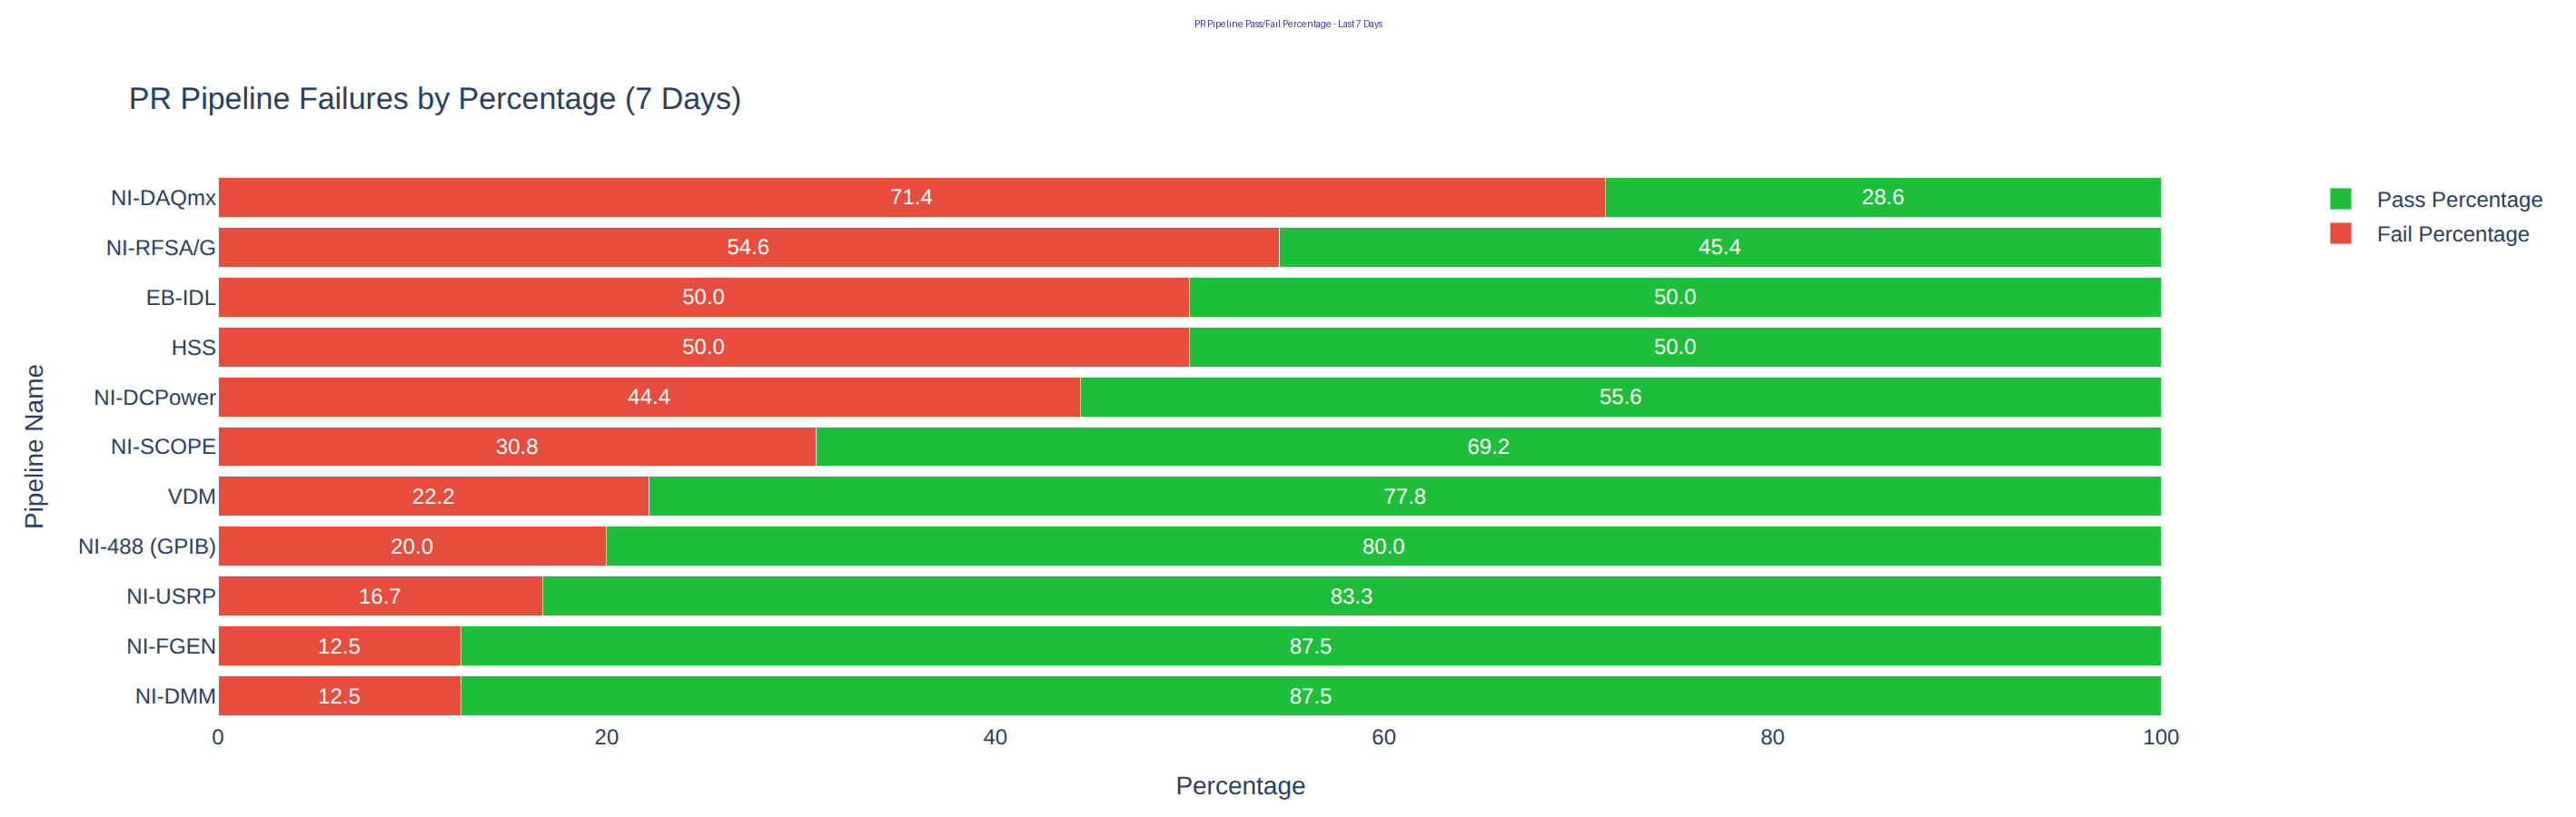 PR Pipeline Pass/Fail Percentage - Last 7 Days
PR Pipeline Failures by Percentage (7 Days)
NI-DAQmx 71.4 28.6
NI-RFSA/G 54.6 45.4
EB-IDL 50.0 50.0
HSS 50.0 50.0
NI-DCPower 44.4 55.6
NI-SCOPE 30.8 69.2
VDM 22.2 77.8
NI-488 (GPIB) 20.0 80.0
NI-USRP 16.7 83.3
NI-FGEN 12.5 87.5
NI-DMM 12.5 87.5
0 20 40 60 80 100
Percentage
Pipeline Name
Pass Percentage
Fail Percentage